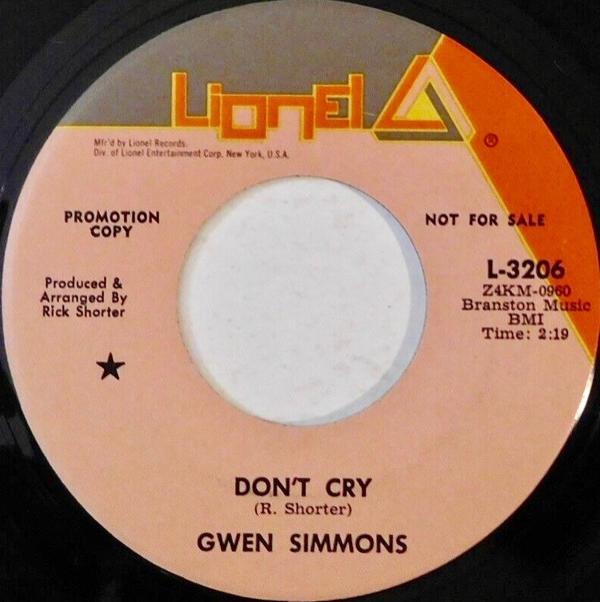 Lionel
®
Mfr'd by Lionel Records.
Div. of Lionel Entertainment Corp. New York, U.S.A.
PROMOTION
COPY
NOT FOR SALE
Produced &
Arranged By
Rick Shorter
L-3206
Z4KM-0960
Branston Music
BMI
Time: 2:19
DON'T CRY
(R. Shorter)
GWEN SIMMONS